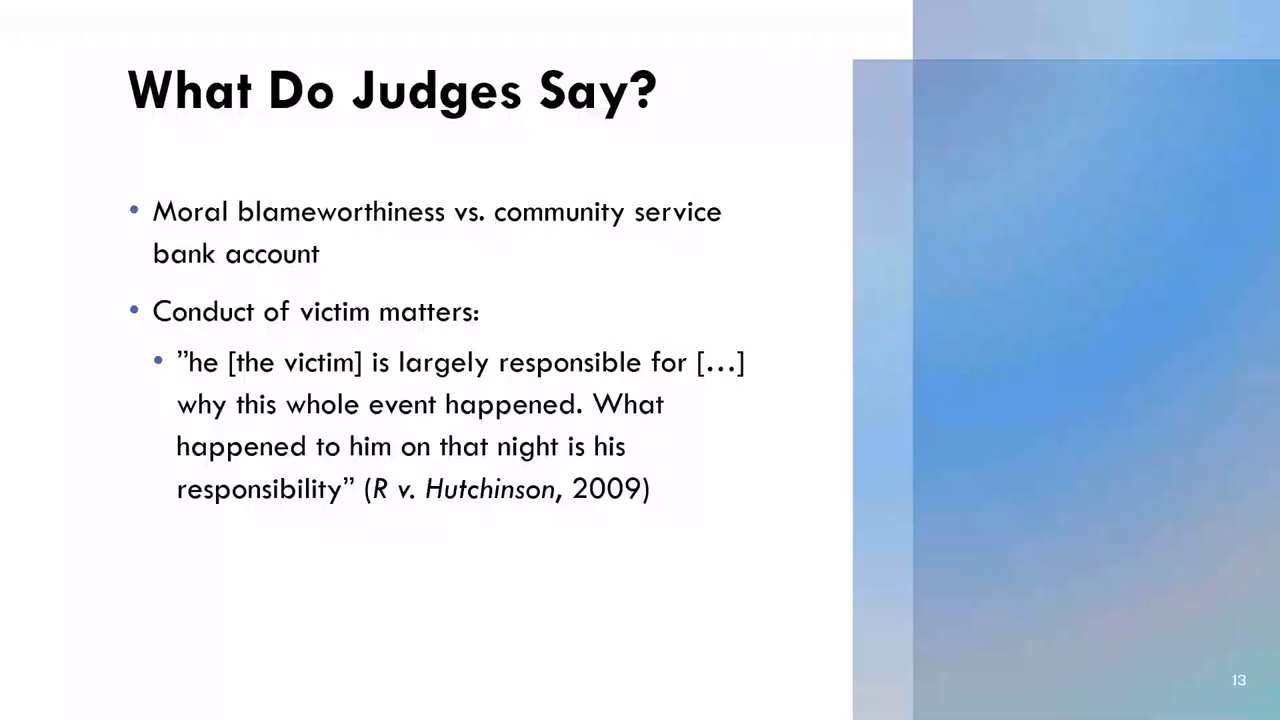 What Do Judges Say?
• Moral blameworthiness vs. community service
bank account
• Conduct of victim matters:
• ”he [the victim] is largely responsible for […]
why this whole event happened. What
happened to him on that night is his
responsibility” (R v. Hutchinson, 2009)
13